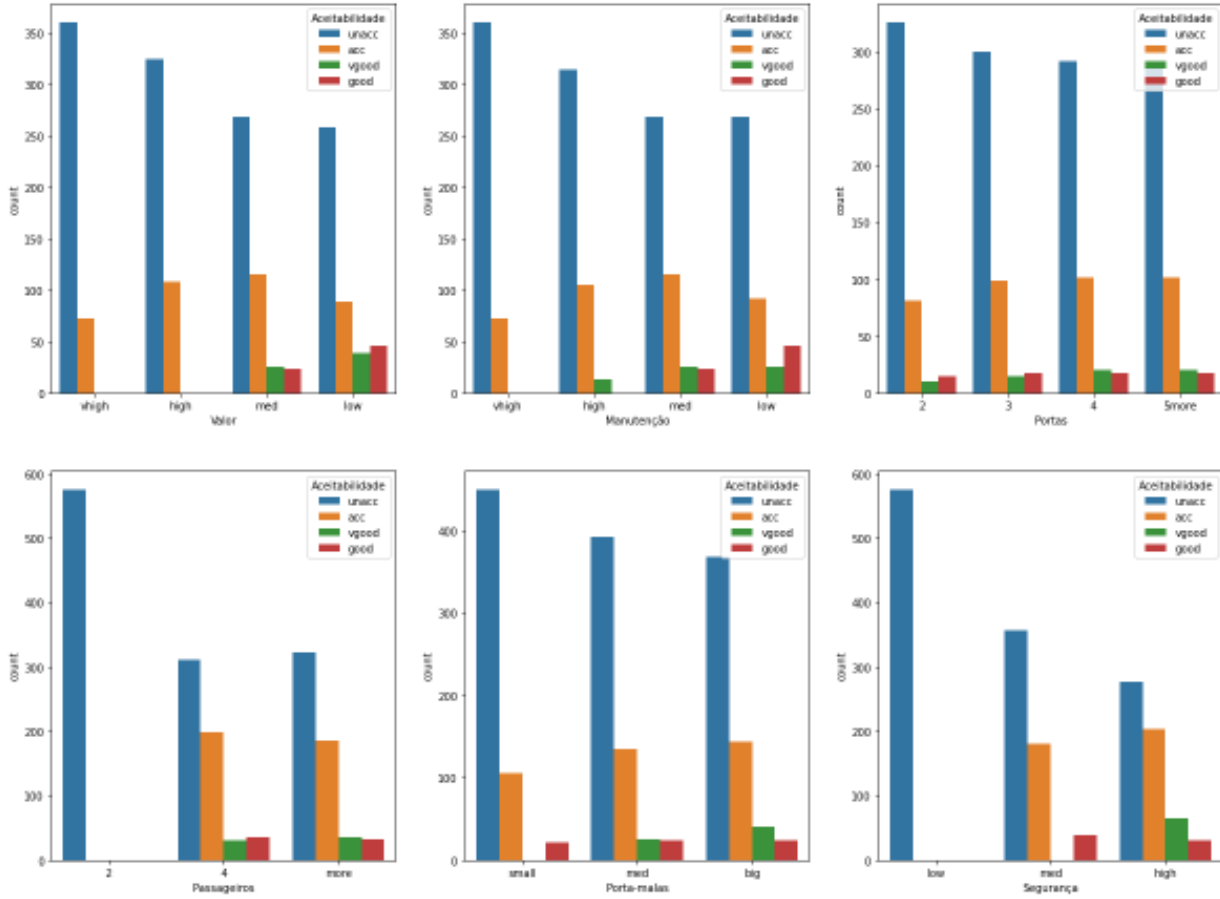 Aceitabilidade
unacc
acc
vgood
good
350
300
250
200
150
100
50
0
count
vhigh high med low
Valor
Aceitabilidade
unacc
acc
vgood
good
350
300
250
200
150
100
50
0
count
vhigh high med low
Manutenção
Aceitabilidade
unacc
acc
vgood
good
300
250
200
150
100
50
0
count
2 3 4 5more
Portas
Aceitabilidade
unacc
acc
vgood
good
600
500
400
300
200
100
0
count
2 4 more
Passageiros
Aceitabilidade
unacc
acc
vgood
good
400
300
200
100
0
count
small med big
Porta-malas
Aceitabilidade
unacc
acc
vgood
good
600
500
400
300
200
100
0
count
low med high
Segurança